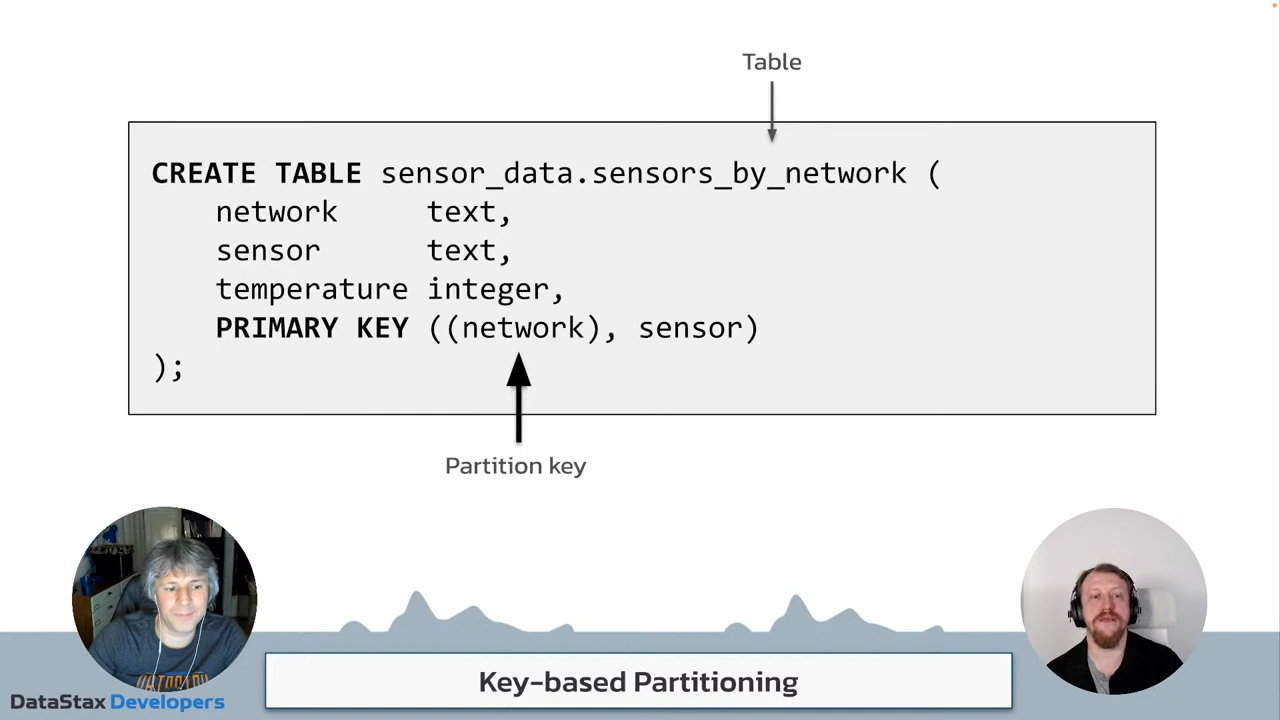 Table
CREATE TABLE sensor_data.sensors_by_network (
network text,
sensor text,
temperature integer,
PRIMARY KEY ((network), sensor)
);
Partition key
DataStax Developers
Key-based Partitioning